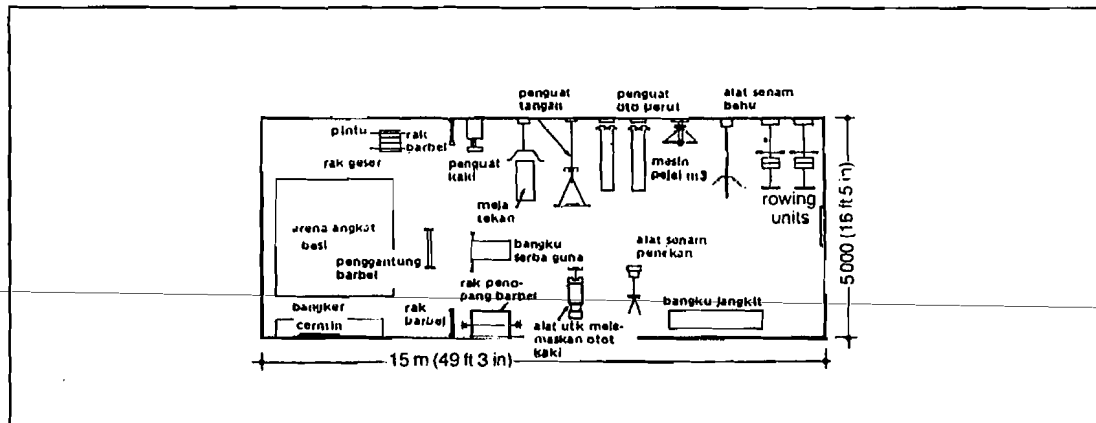 penguat
tangan
penguat
oto perut
alat senam
bahu
pintu
rak
barbel
rak geser
penguat
kaki
mesin
meja
tekan
rowing
units
arena angkat
besi
penggantung
barbel
bangku
serba guna
alat senam
penekan
rak peno-
pang barbel
bangker
cermin
rak
barbel
alat utk mele-
maskan otot
kaki
bangku jangkit
5000 (16 ft 5 in)
15 m (49 ft 3 in)